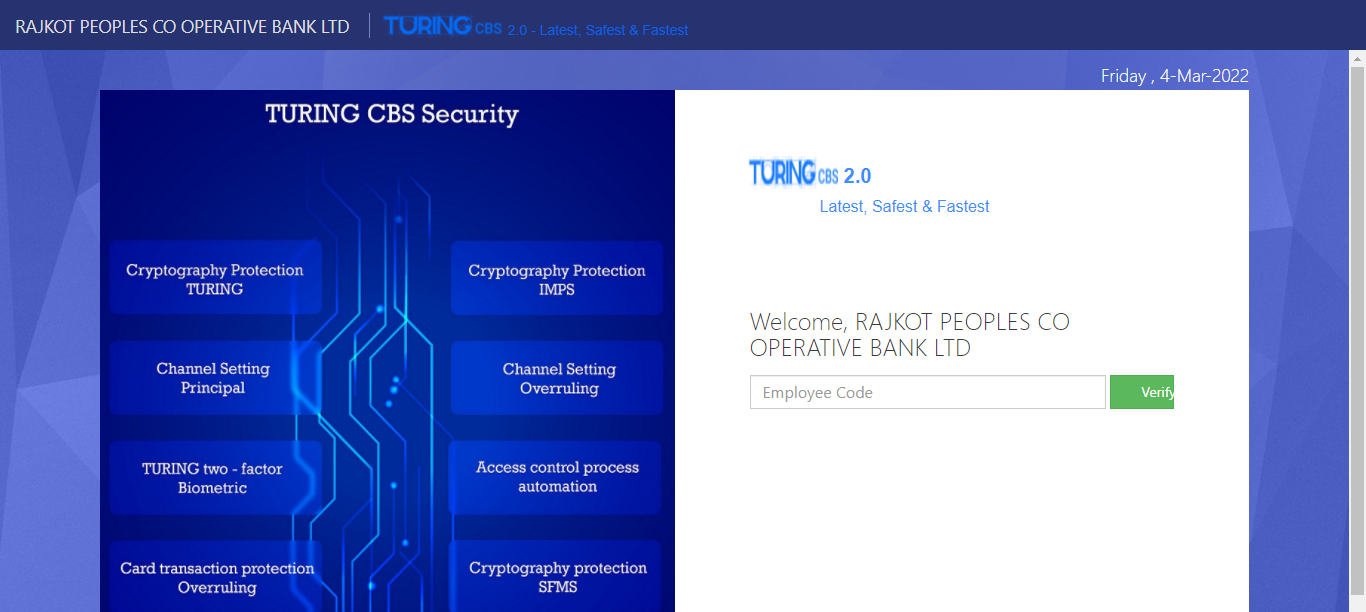 RAJKOT PEOPLES CO OPERATIVE BANK LTD
TURING CBS 2.0 - Latest, Safest & Fastest
Friday , 4-Mar-2022
TURING CBS Security
Cryptography Protection
TURING
Cryptography Protection
IMPS
Channel Setting
Principal
Channel Setting
Overruling
TURING two - factor
Biometric
Access control process
automation
Card transaction protection
Overruling
Cryptography protection
SFMS
TURING CBS 2.0
Latest, Safest & Fastest
Welcome, RAJKOT PEOPLES CO
OPERATIVE BANK LTD
Employee Code
Verify